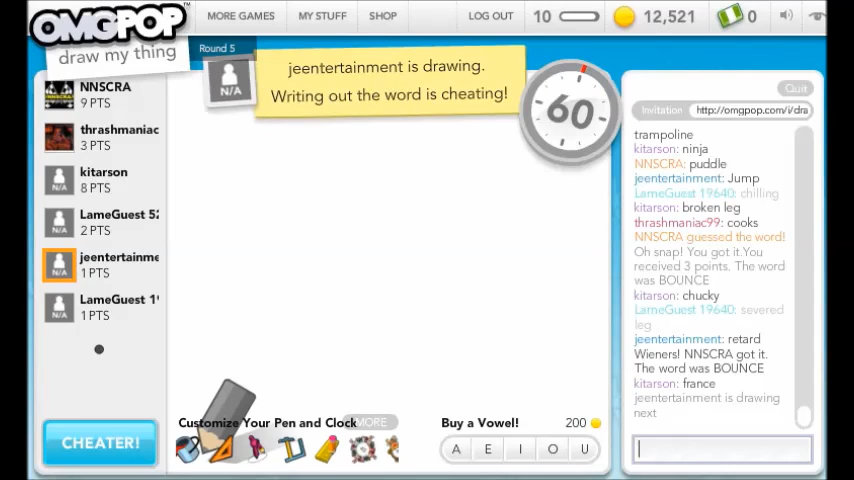 OMGPOP™
draw my thing
MORE GAMES
MY STUFF
SHOP
LOG OUT
10
12,521
0
Round 5
N/A
jeentertainment is drawing.
Writing out the word is cheating!
60
NNSCRA
9 PTS
thrashmaniac
3 PTS
N/A
kitarson
8 PTS
N/A
LameGuest 52
2 PTS
N/A
jeentertainme
1 PTS
N/A
LameGuest 1
1 PTS
CHEATER!
Customize Your Pen and Clock
MORE
Buy a Vowel!
200
A E I O U
Quit
Invitation
http://omgpop.com/i/dra
trampoline
kitarson: ninja
NNSCRA: puddle
jeentertainment: Jump
LameGuest 19640: chilling
kitarson: broken leg
thrashmaniac99: cooks
NNSCRA guessed the word!
Oh snap! You got it.You
received 3 points. The word
was BOUNCE
kitarson: chucky
LameGuest 19640: severed
leg
jeentertainment: retard
Wieners! NNSCRA got it.
The word was BOUNCE
kitarson: france
jeentertainment is drawing
next